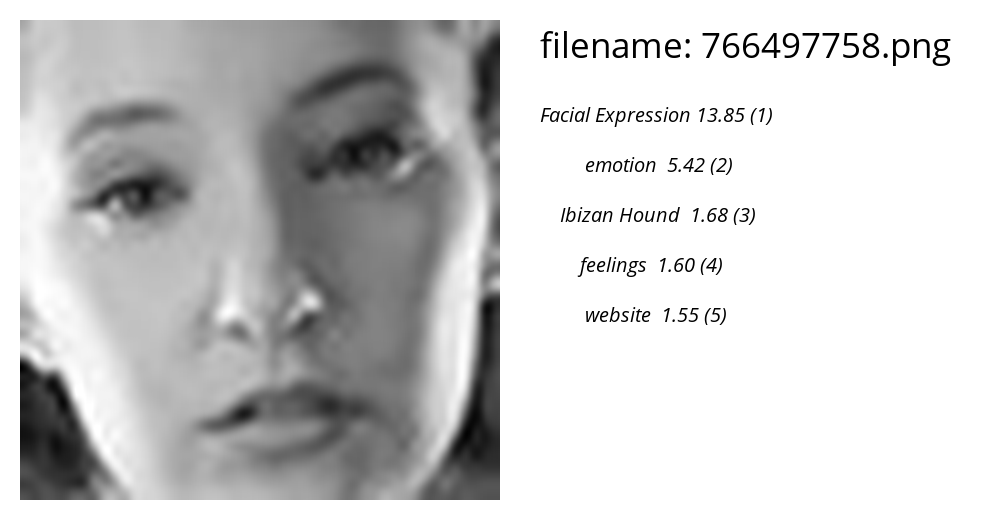 filename: 766497758.png
Facial Expression 13.85 (1)
emotion 5.42 (2)
Ibizan Hound 1.68 (3)
feelings 1.60 (4)
website 1.55 (5)